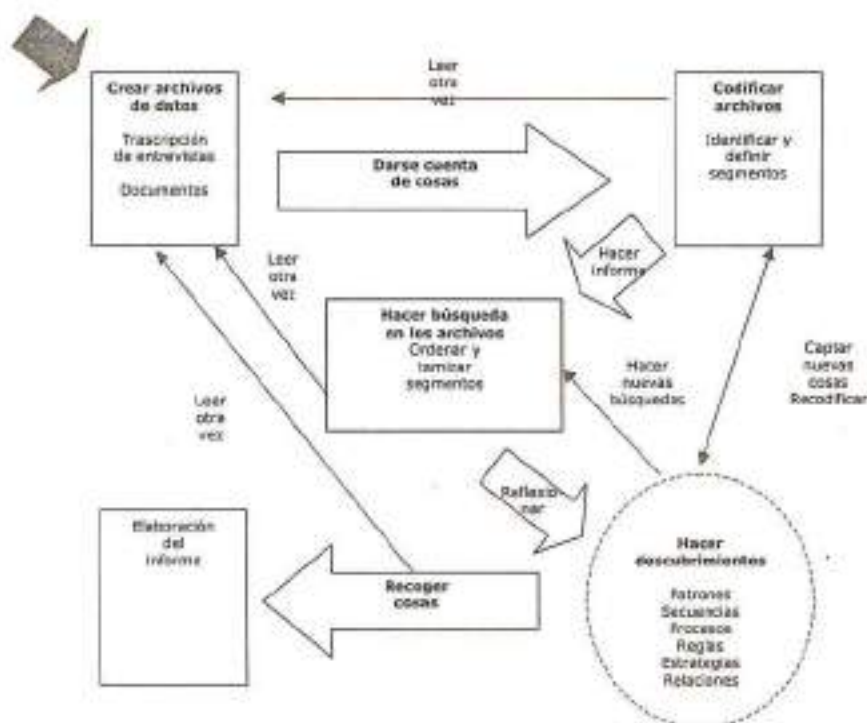 Crear archivos
de datos
Trascripción
de entrevistas
Documentos
Leer
otra
vez
Codificar
archivos
Identificar y
definir
segmentos
Darse cuenta
de cosas
Hacer
informe
Leer
otra
vez
Hacer búsqueda
en los archivos
Ordenar y
tamizar
segmentos
Hacer
nuevas
búsquedas
Captar
nuevas
cosas
Recodificar
Leer
otra
vez
Reflexio
nar
Elaboración
del
informe
Recoger
cosas
Hacer
descubrimientos
Patrones
Secuencias
Procesos
Reglas
Estrategias
Relaciones